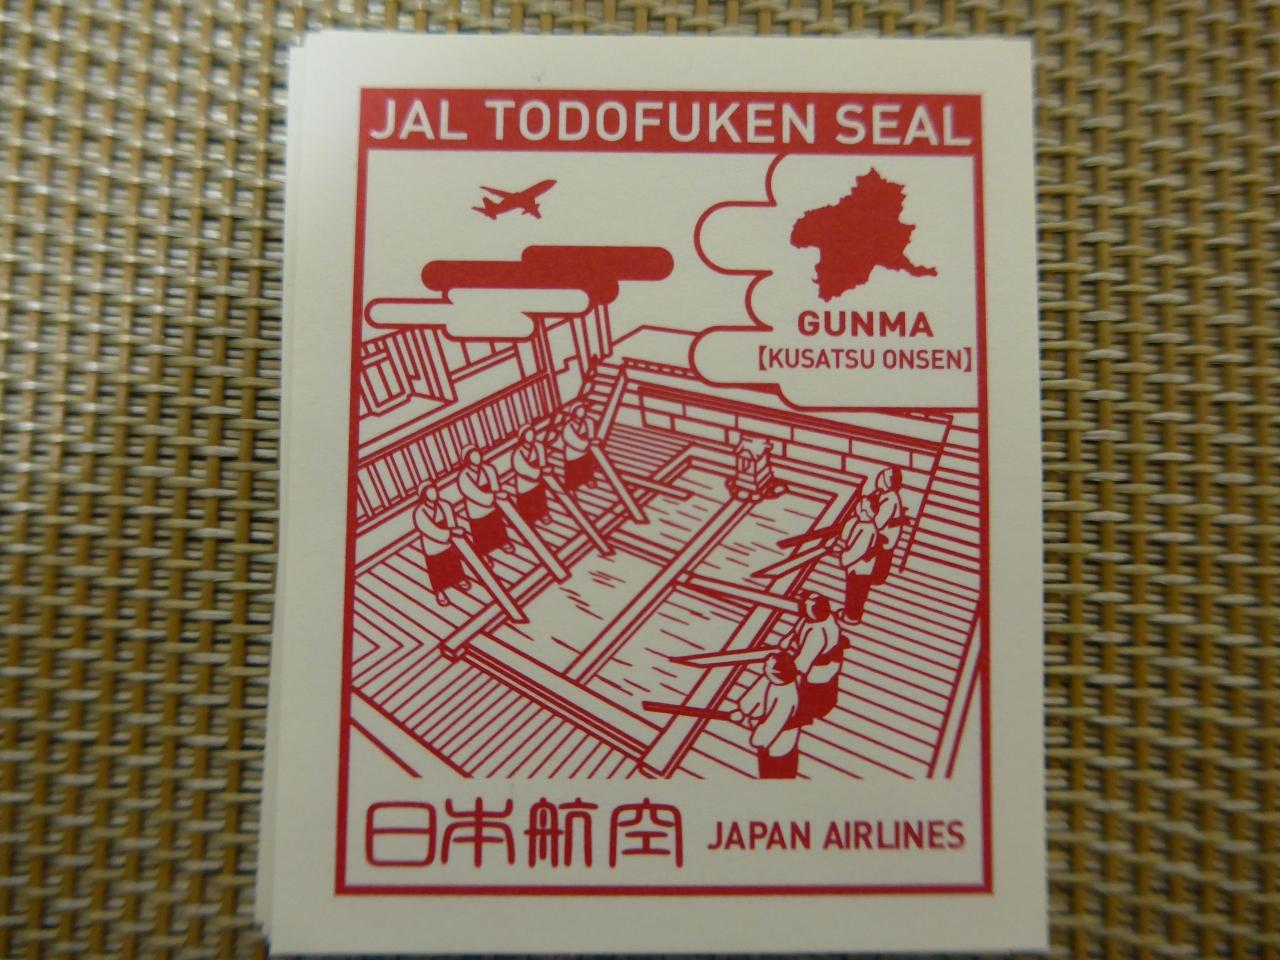 JAL TODOFUKEN SEAL
GUNMA
【KUSATSU ONSEN】
日本航空 JAPAN AIRLINES